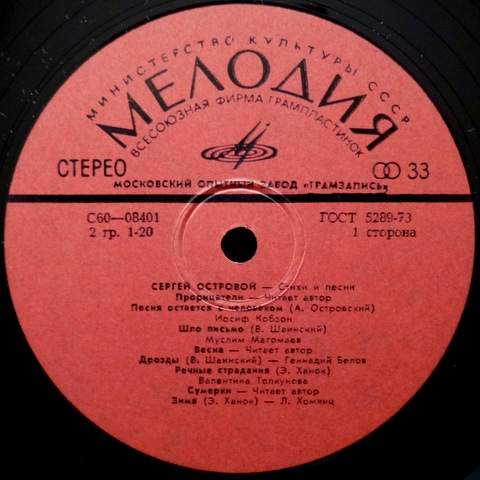 МИНИСТЕРСТВО КУЛЬТУРЫ СССР
МЕЛОДИЯ
ВСЕСОЮЗНАЯ ФИРМА ГРАМПЛАСТИНОК
СТЕРЕО 33
МОСКОВСКИЙ ОПЫТНЫЙ ЗАВОД «ГРАМЗАПИСЬ»
С60—08401 ГОСТ 5289-73
2 гр. 1-20 1 сторона
СЕРГЕЙ ОСТРОВОЙ — Стихи и песни
Прорицатели — Читает автор
Песня остается с человеком (А. Островский)
Иосиф Кобзон
Шло письмо (В. Шаинский)
Муслим Магомаев
Весна — Читает автор
Дрозды (В. Шаинский) — Геннадий Белов
Речные страдания (Э. Ханок)
Валентина Толкунова
Сумерки — Читает автор
Зима (Э. Ханок) — Л. Хомянц